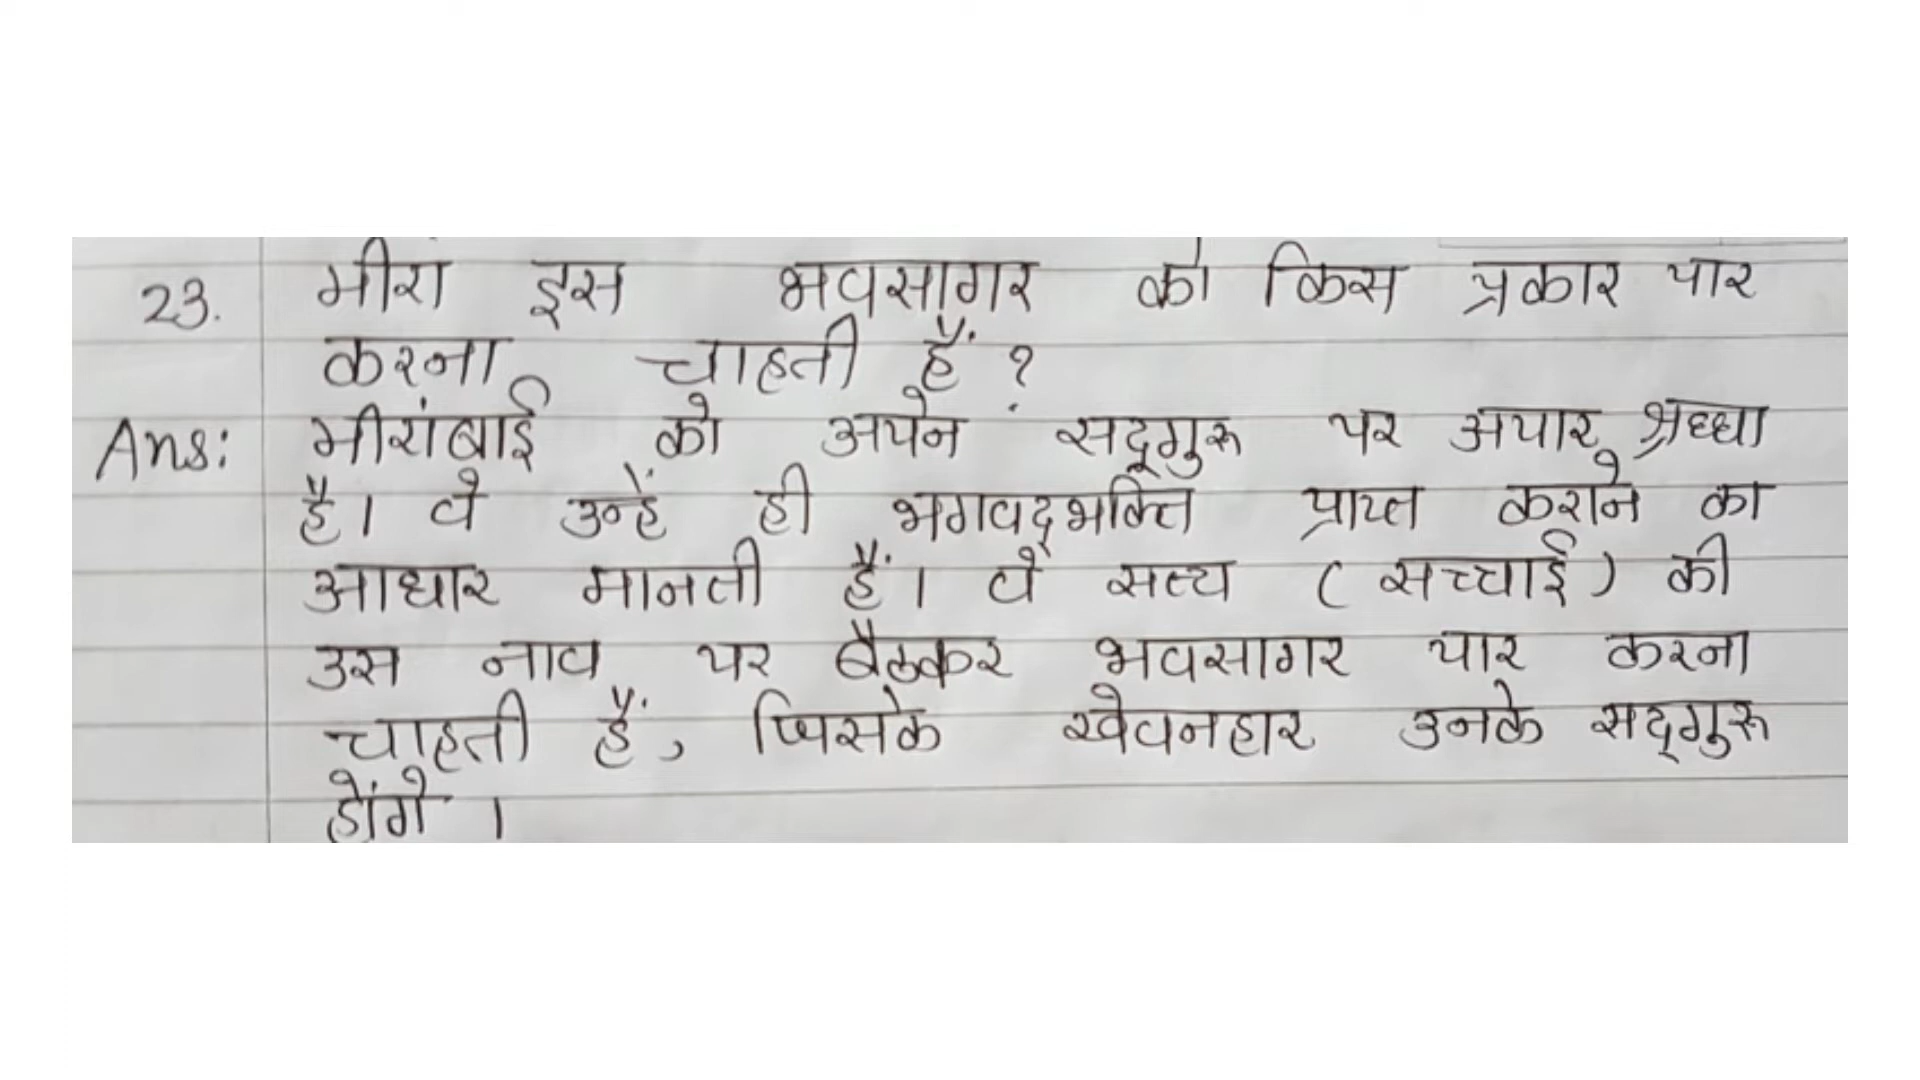 23. मीरा इस भवसागर को किस प्रकार पार
करना चाहती हैं ?
Ans: मीरांबाई को अपने सद्गुरू पर अपार श्रध्धा
है। वे उन्हें ही भगवद्भक्ति प्राप्त कराने का
आधार मानती हैं। वे सत्य ( सच्चाई ) की
उस नाव पर बैठकर भवसागर पार करना
चाहती हैं, जिसके खेवनहार उनके सद्गुरू
होंगे ।